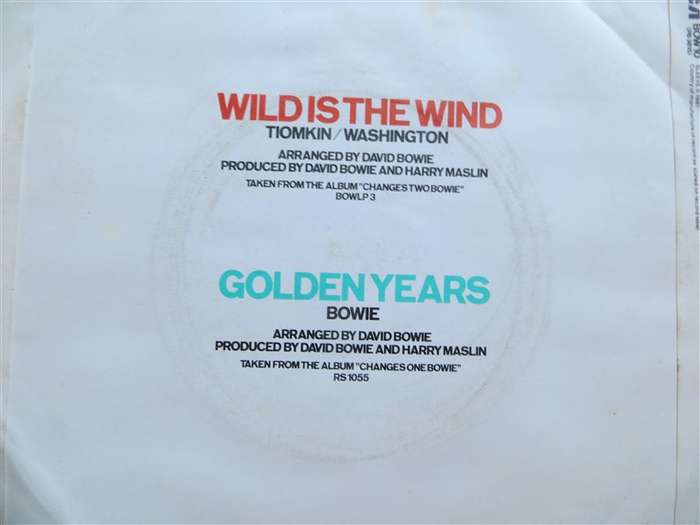 WILD IS THE WIND
TIOMKIN/WASHINGTON
ARRANGED BY DAVID BOWIE
PRODUCED BY DAVID BOWIE AND HARRY MASLIN
TAKEN FROM THE ALBUM "CHANGES TWO BOWIE"
BOWLP 3
GOLDEN YEARS
BOWIE
ARRANGED BY DAVID BOWIE
PRODUCED BY DAVID BOWIE AND HARRY MASLIN
TAKEN FROM THE ALBUM "CHANGES ONE BOWIE"
RS 1055
BOW 10